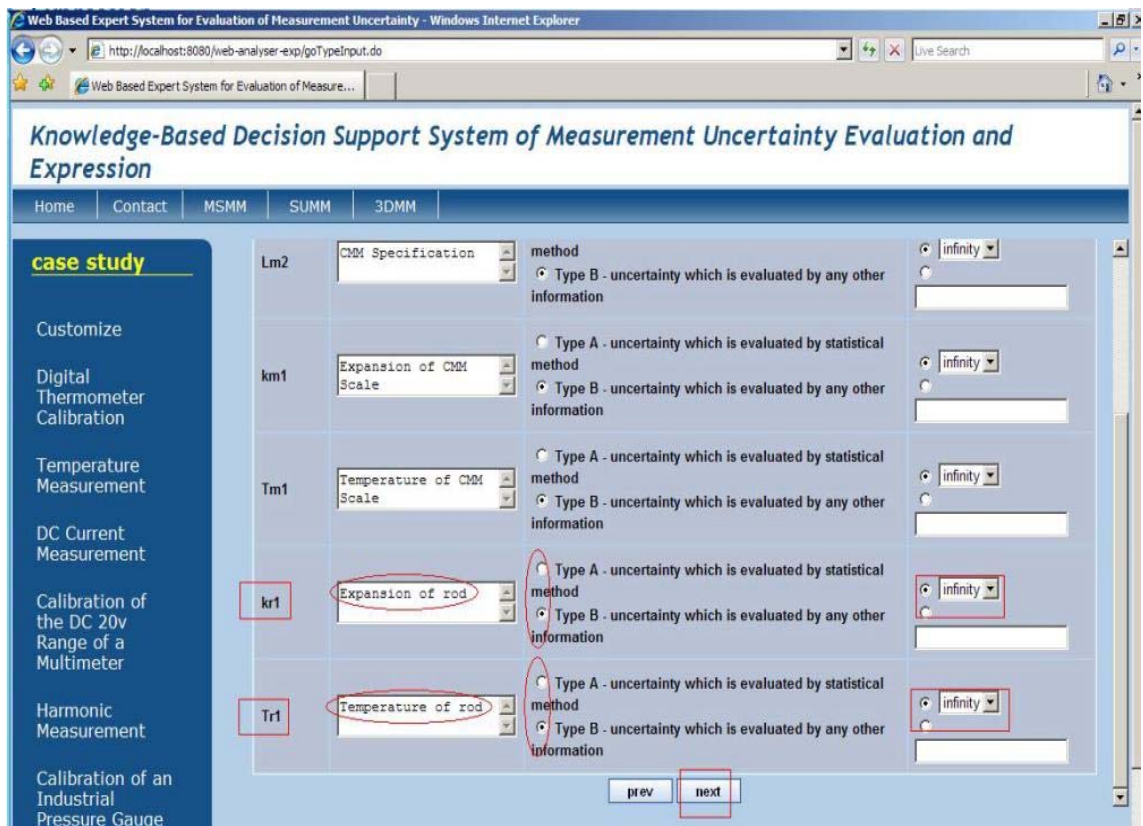 Web Based Expert System for Evaluation of Measurement Uncertainty - Windows Internet Explorer
http://localhost:8080/web-analyser-exp/goTypeInput.do
Live Search
Web Based Expert System for Evaluation of Measure...
Knowledge-Based Decision Support System of Measurement Uncertainty Evaluation and
Expression
Home
Contact
MSMM
SUMM
3DMM
case study
Customize
Digital
Thermometer
Calibration
Temperature
Measurement
DC Current
Measurement
Calibration of
the DC 20v
Range of a
Multimeter
Harmonic
Measurement
Calibration of an
Industrial
Pressure Gauge
Lm2
CMM Specification
method
Type B - uncertainty which is evaluated by any other
information
infinity
km1
Expansion of CMM
Scale
Type A - uncertainty which is evaluated by statistical
method
Type B - uncertainty which is evaluated by any other
information
infinity
Tm1
Temperature of CMM
Scale
Type A - uncertainty which is evaluated by statistical
method
Type B - uncertainty which is evaluated by any other
information
infinity
kr1
Expansion of rod
Type A - uncertainty which is evaluated by statistical
method
Type B - uncertainty which is evaluated by any other
information
infinity
Tr1
Temperature of rod
Type A - uncertainty which is evaluated by statistical
method
Type B - uncertainty which is evaluated by any other
information
infinity
prev
next